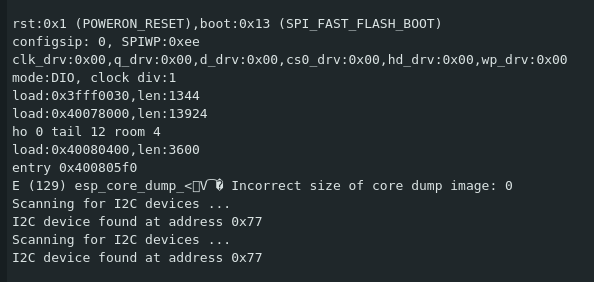 rst:0x1 (POWERON_RESET),boot:0x13 (SPI_FAST_FLASH_BOOT)
configsip: 0, SPIWP:0xee
clk_drv:0x00,q_drv:0x00,d_drv:0x00,cs0_drv:0x00,hd_drv:0x00,wp_drv:0x00
mode:DIO, clock div:1
load:0x3fff0030,len:1344
load:0x40078000,len:13924
ho 0 tail 12 room 4
load:0x40080400,len:3600
entry 0x400805f0
E (129) esp_core_dump_ Incorrect size of core dump image: 0
Scanning for I2C devices ...
I2C device found at address 0x77
Scanning for I2C devices ...
I2C device found at address 0x77